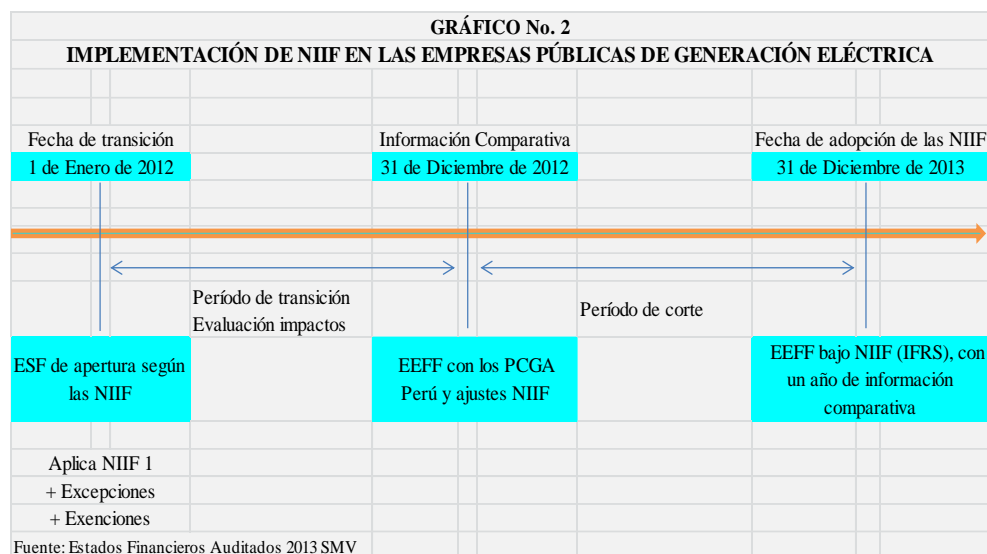 GRÁFICO No. 2
IMPLEMENTACIÓN DE NIIF EN LAS EMPRESAS PÚBLICAS DE GENERACIÓN ELÉCTRICA
Fecha de transición
1 de Enero de 2012
Información Comparativa
31 de Diciembre de 2012
Fecha de adopción de las NIIF
31 de Diciembre de 2013
Período de transición
Evaluación impactos
Período de corte
ESF de apertura según
las NIIF
EEFF con los PCGA
Perú y ajustes NIIF
EEFF bajo NIIF (IFRS), con
un año de información
comparativa
Aplica NIIF 1
+ Excepciones
+ Exenciones
Fuente: Estados Financieros Auditados 2013 SMV